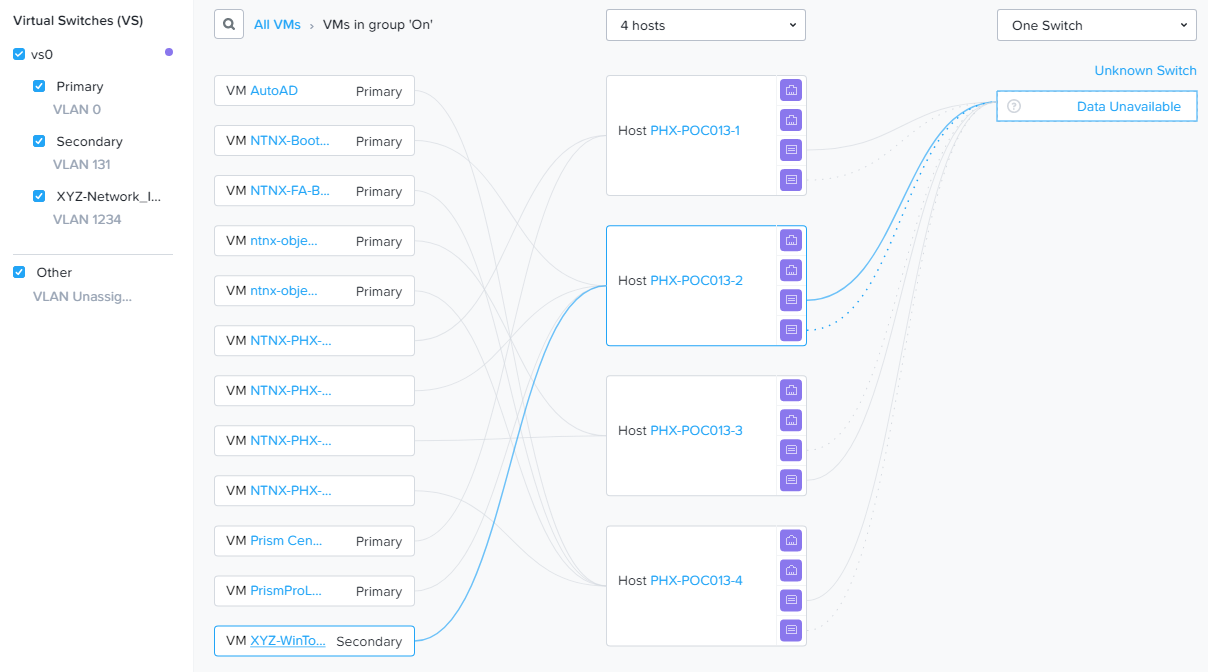 Virtual Switches (VS)
vs0
Primary
VLAN 0
Secondary
VLAN 131
XYZ-Network_I...
VLAN 1234
Other
VLAN Unassig...
All VMs › VMs in group 'On'
VM AutoAD Primary
VM NTNX-Boot... Primary
VM NTNX-FA-B... Primary
VM ntnx-obje... Primary
VM ntnx-obje... Primary
VM NTNX-PHX-...
VM NTNX-PHX-...
VM NTNX-PHX-...
VM NTNX-PHX-...
VM Prism Cen... Primary
VM PrismProL... Primary
VM XYZ-WinTo... Secondary
4 hosts
Host PHX-POC013-1
Host PHX-POC013-2
Host PHX-POC013-3
Host PHX-POC013-4
One Switch
Unknown Switch
? Data Unavailable